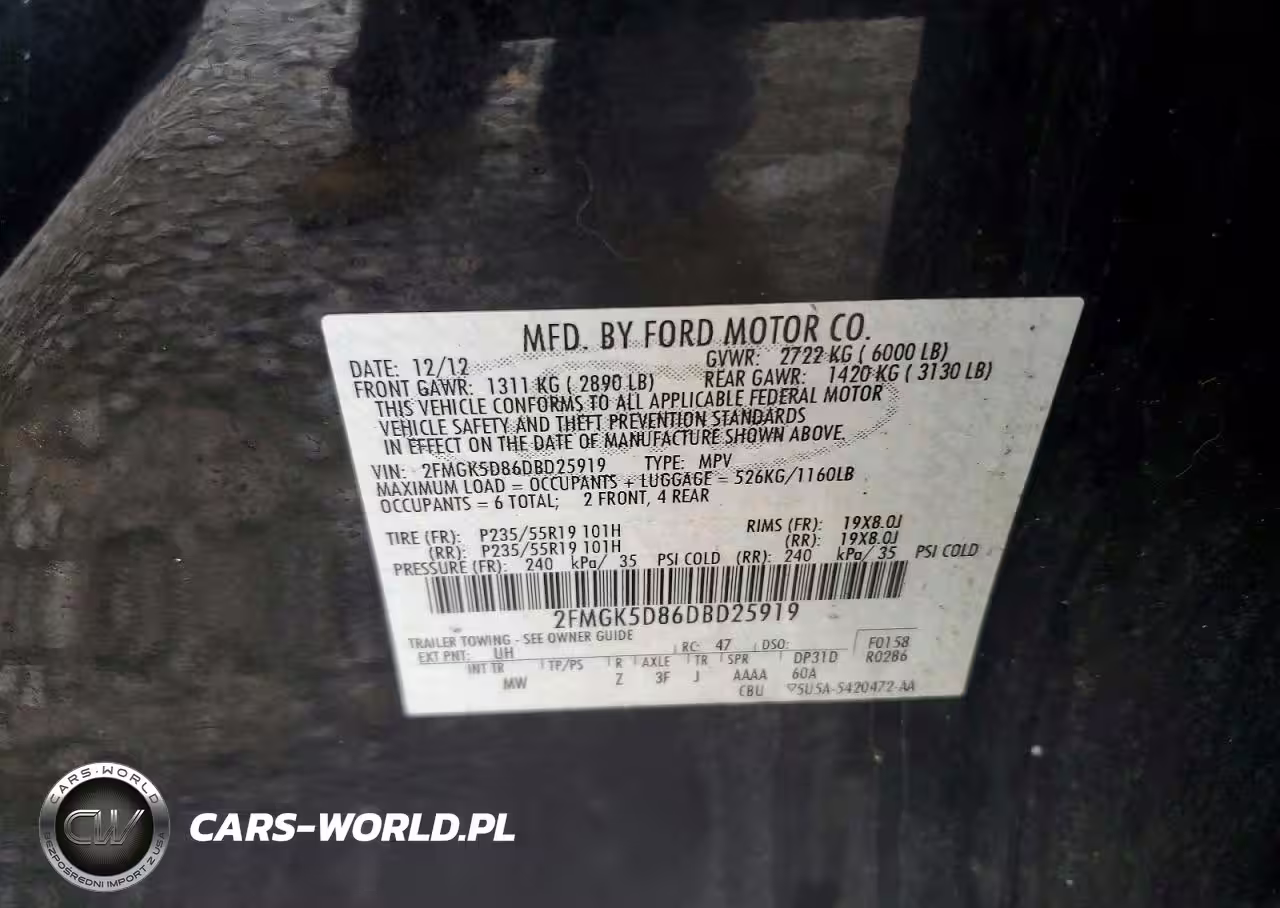 MFD. BY FORD MOTOR CO.
DATE: 12/12 GVWR: 2722 KG ( 6000 LB)
FRONT GAWR: 1311 KG ( 2890 LB) REAR GAWR: 1420 KG ( 3130 LB)
THIS VEHICLE CONFORMS TO ALL APPLICABLE FEDERAL MOTOR
VEHICLE SAFETY AND THEFT PREVENTION STANDARDS
IN EFFECT ON THE DATE OF MANUFACTURE SHOWN ABOVE.
VIN: 2FMGK5D86DBD25919 TYPE: MPV
MAXIMUM LOAD = OCCUPANTS + LUGGAGE = 526KG/1160LB
OCCUPANTS = 6 TOTAL; 2 FRONT, 4 REAR
TIRE (FR): P235/55R19 101H RIMS (FR): 19X8.0J
(RR): P235/55R19 101H (RR): 19X8.0J
PRESSURE (FR): 240 kPa/ 35 PSI COLD (RR): 240 kPa/ 35 PSI COLD
2FMGK5D86DBD25919
TRAILER TOWING - SEE OWNER GUIDE
EXT PNT: UH RC: 47 DSO: F0158
INT TR TP/PS R AXLE TR SPR DP31D R0286
MW Z 3F J AAAA 60A
CBU 5U5A-5420472-AA
CARS-WORLD
CW
BEZPOŚREDNI IMPORT Z USA
CARS-WORLD.PL